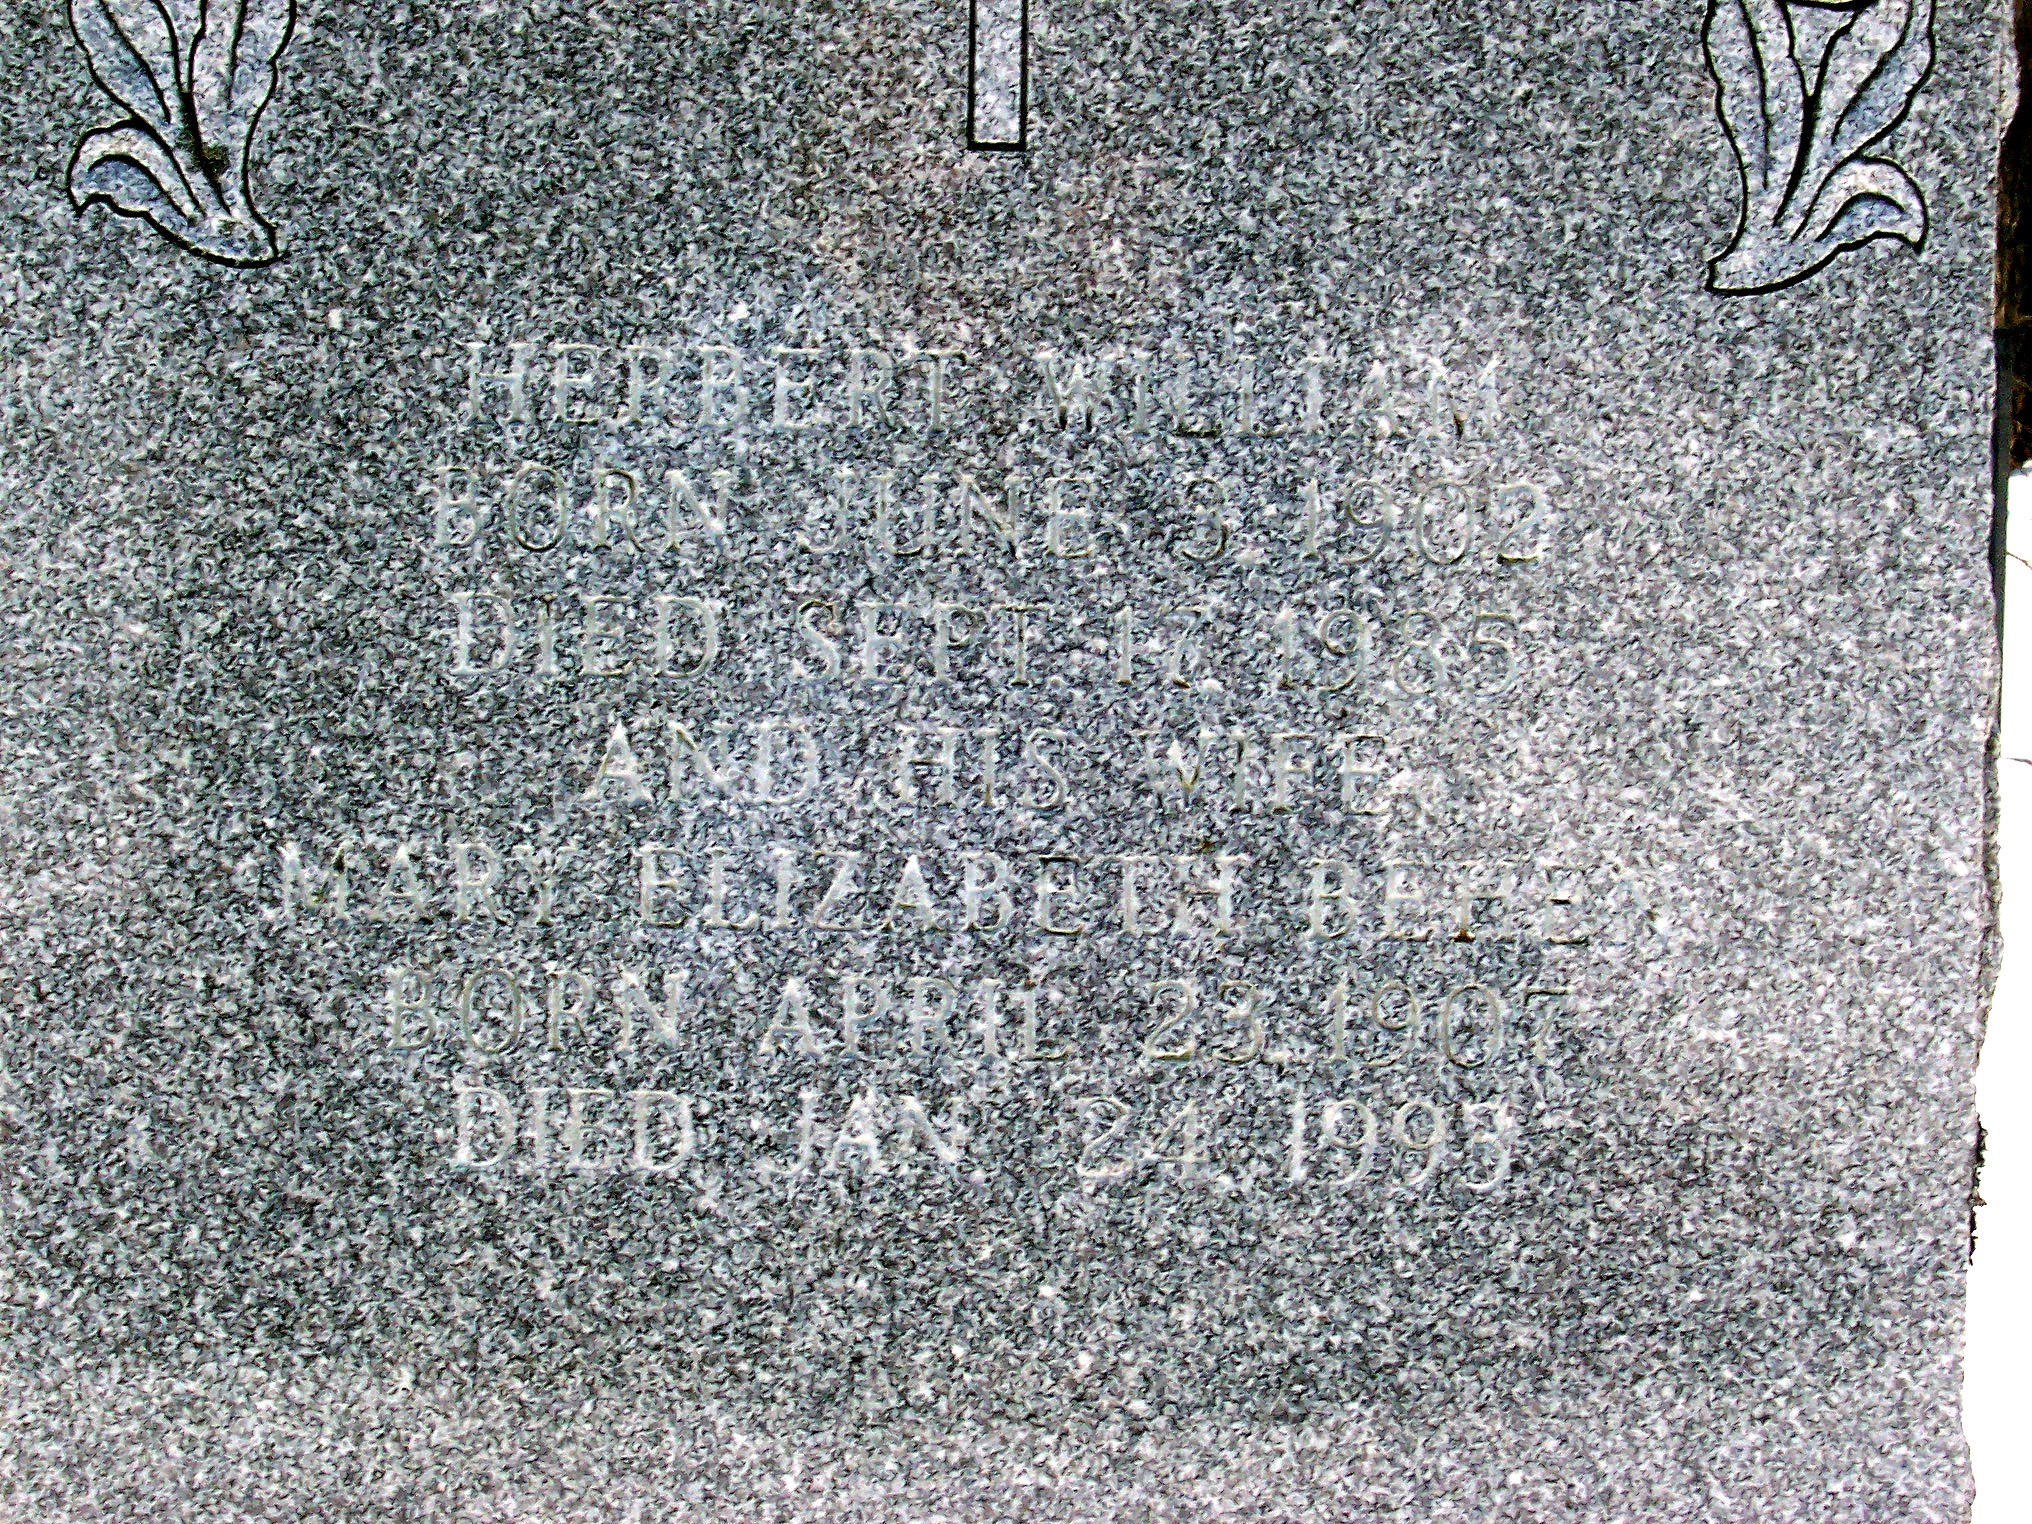 HERBERT WILLIAM
BORN JUNE 3, 1902
DIED SEPT 17, 1985
AND HIS WIFE
MARY ELIZABETH
BORN APRIL 23, 1907
DIED JAN 24, 1993